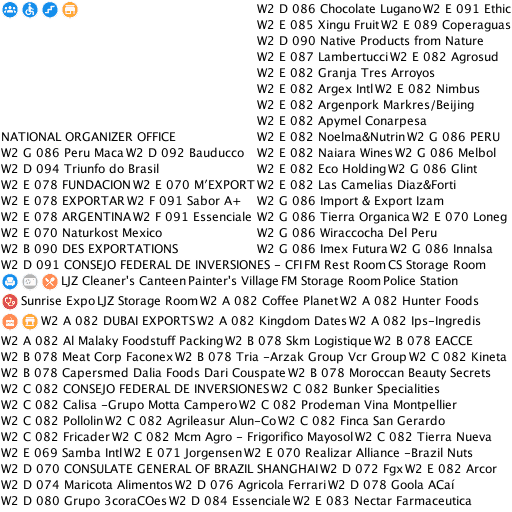 W2 D 086 Chocolate Lugano W2 E 091 Ethic
W2 E 085 Xingu Fruit W2 E 089 Coperaguas
W2 D 090 Native Products from Nature
W2 E 087 Lambertucci W2 E 082 Agrosud
W2 E 082 Granja Tres Arroyos
W2 E 082 Argex Intl W2 E 082 Nimbus
W2 E 082 Argenpork Markres/Beijing
W2 E 082 Apymel Conarpesa
NATIONAL ORGANIZER OFFICE W2 E 082 Noelma&Nutrin W2 G 086 PERU
W2 G 086 Peru Maca W2 D 092 Bauducco W2 E 082 Naiara Wines W2 G 086 Melbol
W2 D 094 Triunfo do Brasil W2 E 082 Eco Holding W2 G 086 Glint
W2 E 078 FUNDACION W2 E 070 M'EXPORT W2 E 082 Las Camelias Diaz&Forti
W2 E 078 EXPORTAR W2 F 091 Sabor A+ W2 G 086 Import & Export Izam
W2 E 078 ARGENTINA W2 F 091 Essenciale W2 G 086 Tierra Organica W2 E 070 Loneg
W2 E 070 Naturkost Mexico W2 G 086 Wiraccocha Del Peru
W2 B 090 DES EXPORTATIONS W2 G 086 Imex Futura W2 G 086 Innalsa
W2 D 091 CONSEJO FEDERAL DE INVERSIONES - CFI FM Rest Room CS Storage Room
LJZ Cleaner's Canteen Painter's Village FM Storage Room Police Station
Sunrise Expo LJZ Storage Room W2 A 082 Coffee Planet W2 A 082 Hunter Foods
W2 A 082 DUBAI EXPORTS W2 A 082 Kingdom Dates W2 A 082 Ips-Ingredis
W2 A 082 Al Malaky Foodstuff Packing W2 B 078 Skm Logistique W2 B 078 EACCE
W2 B 078 Meat Corp Faconex W2 B 078 Tria -Arzak Group Vcr Group W2 C 082 Kineta
W2 B 078 Capersmed Dalia Foods Dari Couspate W2 B 078 Moroccan Beauty Secrets
W2 C 082 CONSEJO FEDERAL DE INVERSIONES W2 C 082 Bunker Specialities
W2 C 082 Calisa -Grupo Motta Campero W2 C 082 Prodeman Vina Montpellier
W2 C 082 Pollolin W2 C 082 Agrileasur Alun-Co W2 C 082 Finca San Gerardo
W2 C 082 Fricader W2 C 082 Mcm Agro - Frigorifico Mayosol W2 C 082 Tierra Nueva
W2 E 069 Samba Intl W2 E 071 Jorgensen W2 E 070 Realizar Alliance -Brazil Nuts
W2 D 070 CONSULATE GENERAL OF BRAZIL SHANGHAI W2 D 072 Fgx W2 E 082 Arcor
W2 D 074 Maricota Alimentos W2 D 076 Agricola Ferrari W2 D 078 Goola ACaí
W2 D 080 Grupo 3coraCOes W2 D 084 Essenciale W2 E 083 Nectar Farmaceutica